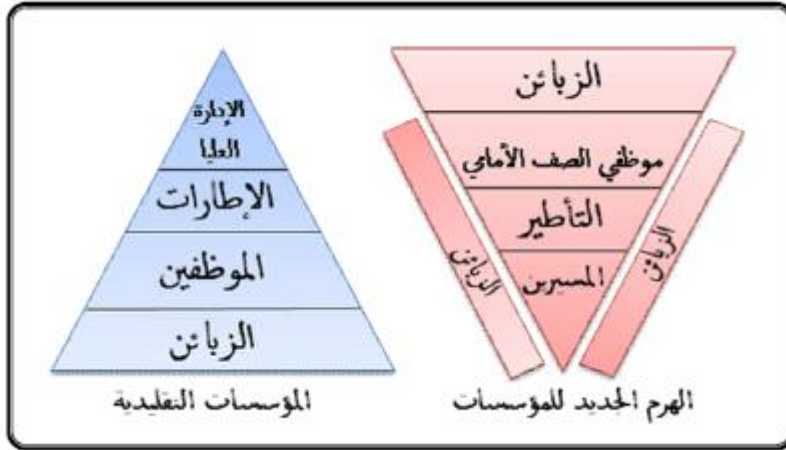 الزبائن
موظفي الصف الأمامي
التأطير
المسيرين
الزبائن
الزبائن
الهرم الجديد للمؤسسات
الإدارة
العليا
الإطارات
الموظفين
الزبائن
المؤسسات التقليدية